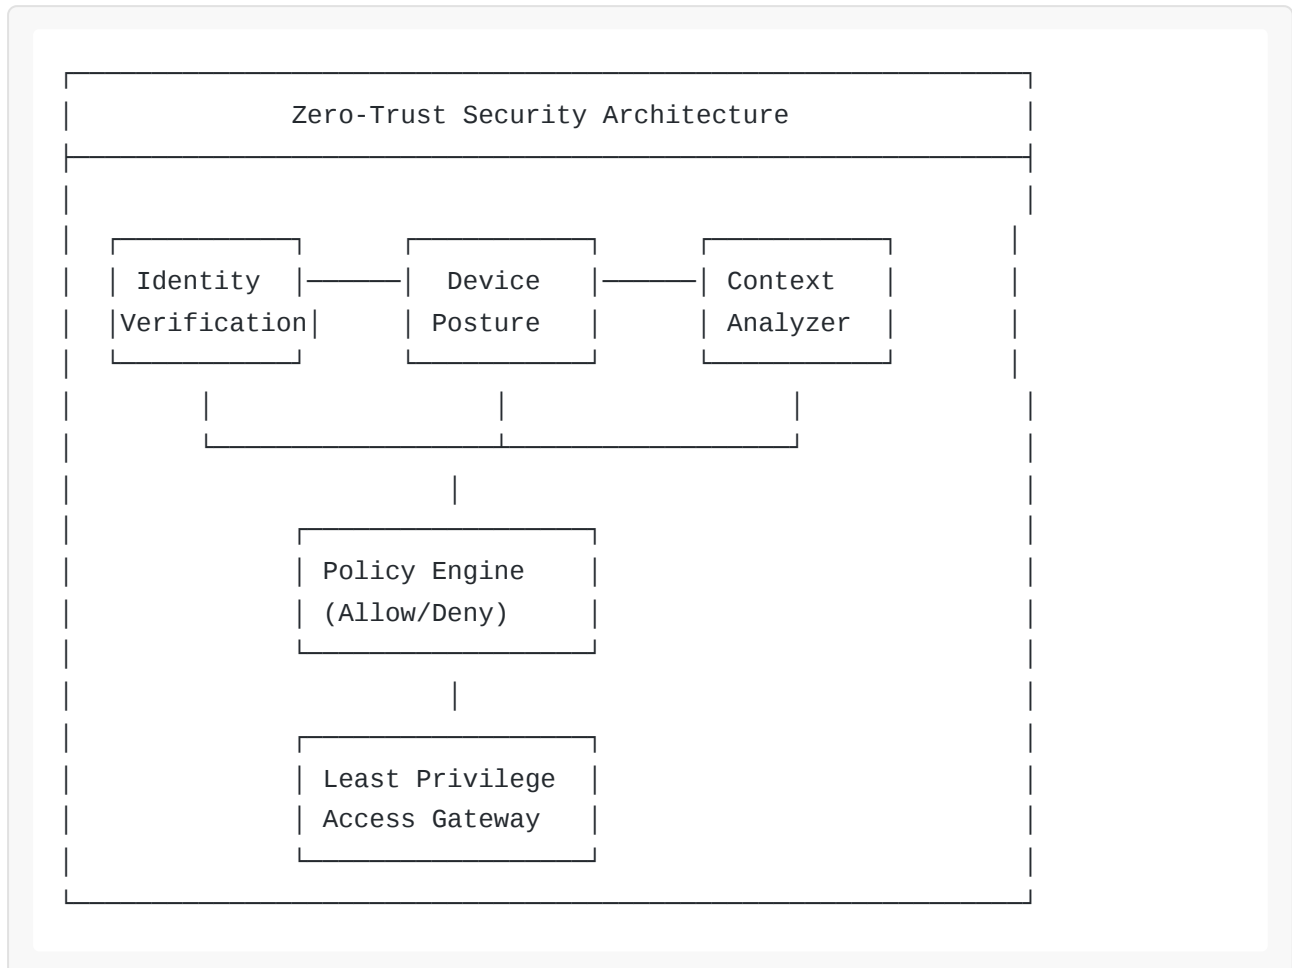 Zero-Trust Security Architecture
Identity Device Context
Verification Posture Analyzer
Policy Engine
(Allow/Deny)
Least Privilege
Access Gateway